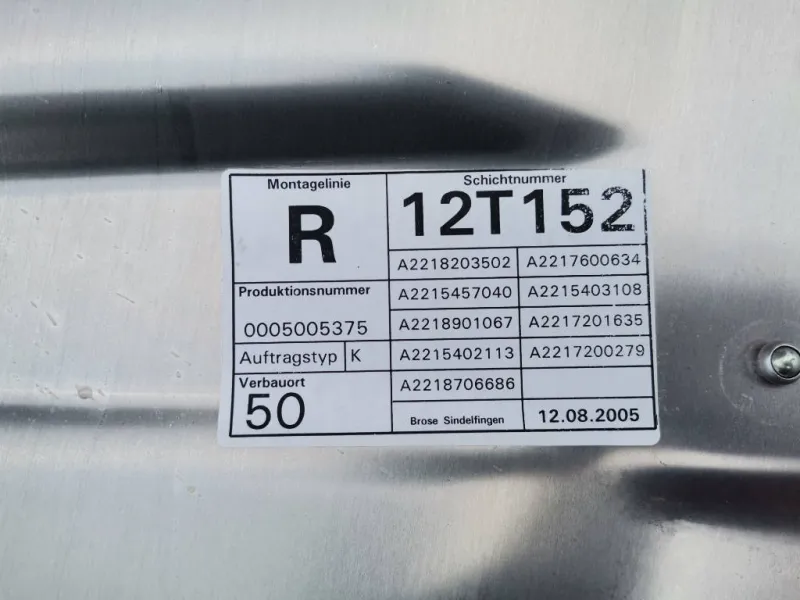 Montagelinie
R
Schichtnummer
12T152
A2218203502 A2217600634
Produktionsnummer
0005005375
A2215457040 A2215403108
A2218901067 A2217201635
Auftragstyp K
A2215402113 A2217200279
Verbauort
50
A2218706686
Brose Sindelfingen 12.08.2005